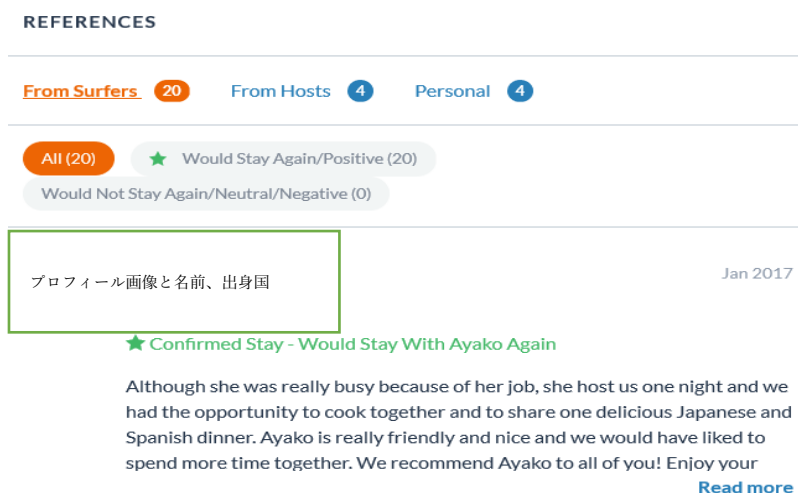 REFERENCES
From Surfers 20 From Hosts 4 Personal 4
All (20) Would Stay Again/Positive (20)
Would Not Stay Again/Neutral/Negative (0)
プロフィール画像と名前、出身国
Jan 2017
Confirmed Stay - Would Stay With Ayako Again
Although she was really busy because of her job, she host us one night and we
had the opportunity to cook together and to share one delicious Japanese and
Spanish dinner. Ayako is really friendly and nice and we would have liked to
spend more time together. We recommend Ayako to all of you! Enjoy your
Read more